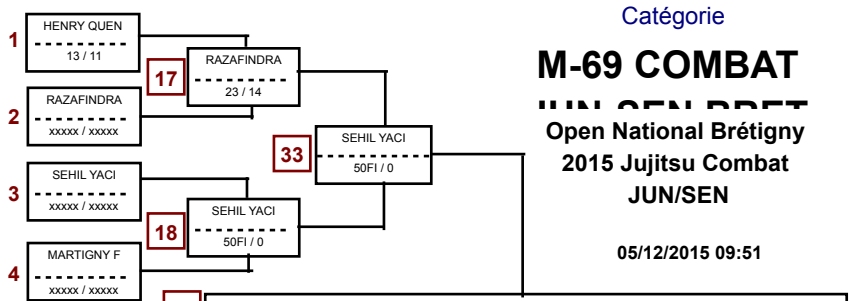 Catégorie
M-69 COMBAT
Open National Brétigny
2015 Jujitsu Combat
JUN/SEN
05/12/2015 09:51
1
HENRY QUEN
13 / 11
17
RAZAFINDRA
23 / 14
2
RAZAFINDRA
xxxxx / xxxxx
33
SEHIL YACI
50FI / 0
3
SEHIL YACI
xxxxx / xxxxx
18
SEHIL YACI
50FI / 0
4
MARTIGNY F
xxxxx / xxxxx